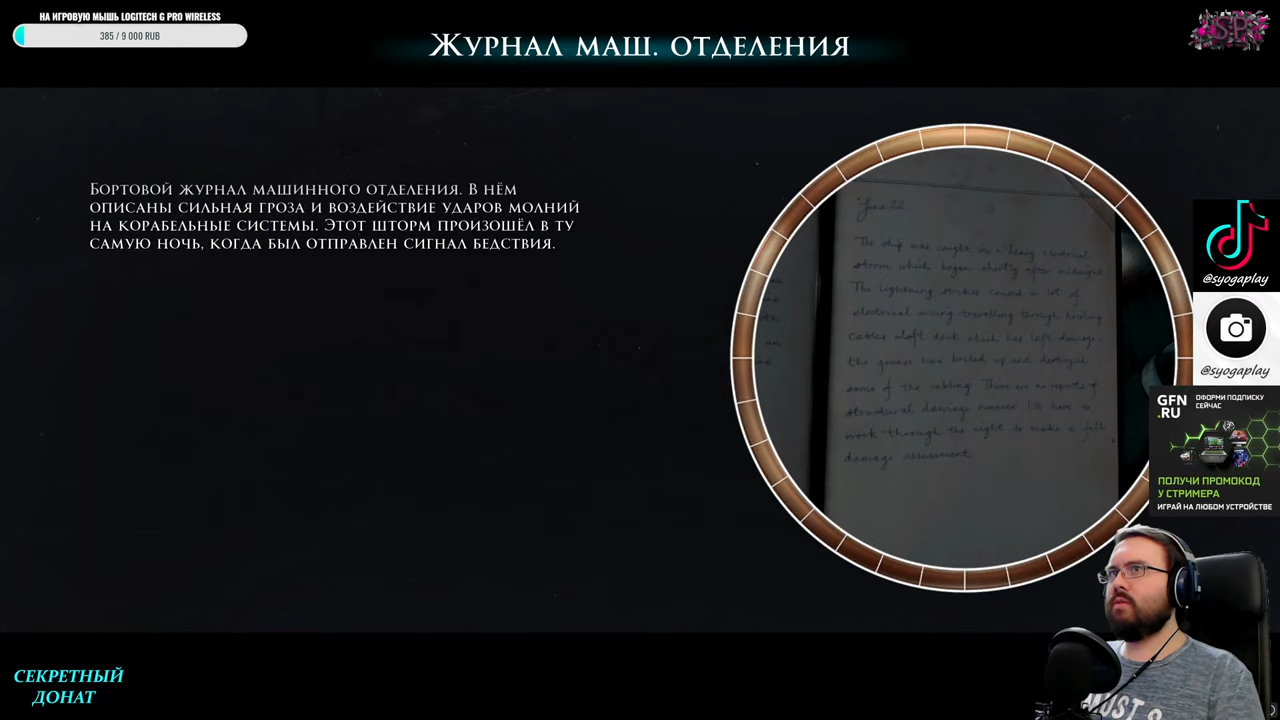 НА ИГРОВУЮ МЫШЬ LOGITECH G PRO WIRELESS
385 / 9 000 RUB
Журнал маш. отделения
Бортовой журнал машинного отделения. В нём
описаны сильная гроза и воздействие ударов молний
на корабельные системы. Этот шторм произошёл в ту
самую ночь, когда был отправлен сигнал бедствия.
June 22
The ship was caught in a heavy electrical
storm which began shortly after midnight
The lightning strikes caused a lot of
electrical arcing travelling through
cables aloft deck which has left damage.
the grease was boiled up and destroyed
some of the cabling. There are no reports of
structural damage however I'll have to
work through the night to make a full
damage assessment
@syogaplay
@syogaplay
GFN
.RU
ОФОРМИ ПОДПИСКУ
СЕЙЧАС
ПОЛУЧИ ПРОМОКОД
У СТРИМЕРА
ИГРАЙ НА ЛЮБОМ УСТРОЙСТВЕ
СЕКРЕТНЫЙ
ДОНАТ
MUST